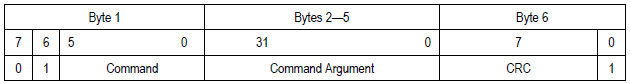 Byte 1 Bytes 2—5 Byte 6
7 6 5 0 31 0 7 0
0 1 Command Command Argument CRC 1